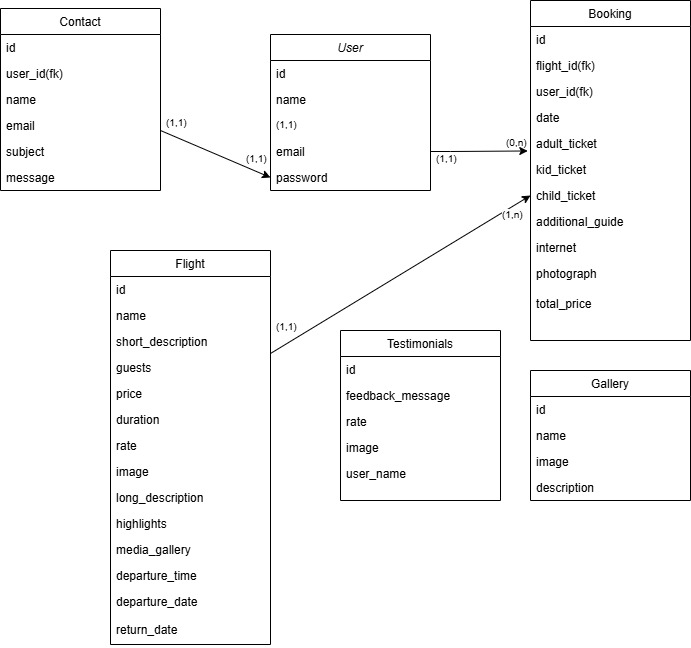 Contact
id
user_id(fk)
name
email
subject
message
(1,1)
(1,1)
User
id
name
(1,1)
email
password
(1,1)
(0,n)
Booking
id
flight_id(fk)
user_id(fk)
date
adult_ticket
kid_ticket
child_ticket
additional_guide
internet
photograph
total_price
(1,n)
(1,1)
Flight
id
name
short_description
guests
price
duration
rate
image
long_description
highlights
media_gallery
departure_time
departure_date
return_date
Testimonials
id
feedback_message
rate
image
user_name
Gallery
id
name
image
description